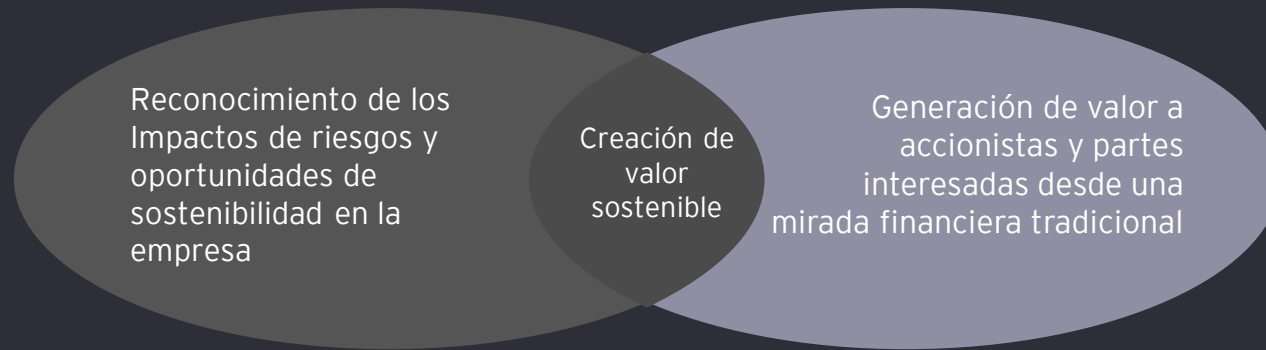 Reconocimiento de los
Impactos de riesgos y
oportunidades de
sostenibilidad en la
empresa
Creación de
valor
sostenible
Generación de valor a
accionistas y partes
interesadas desde una
mirada financiera tradicional